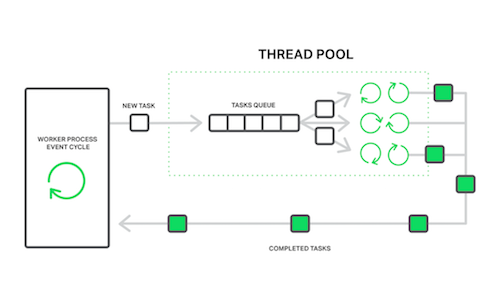 THREAD POOL
NEW TASK
TASKS QUEUE
WORKER PROCESS
EVENT CYCLE
COMPLETED TASKS